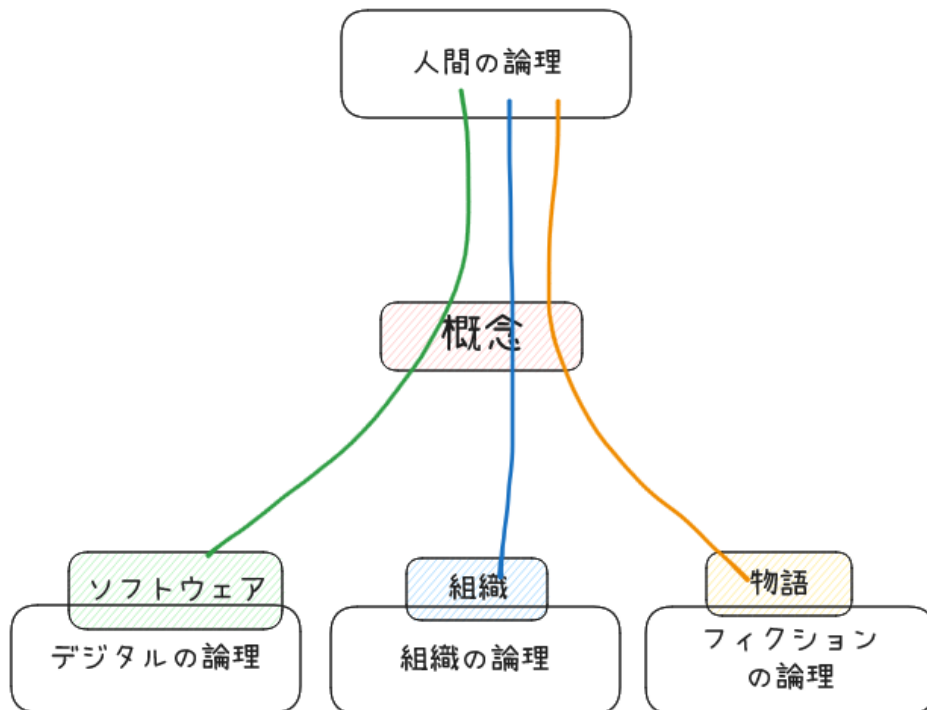 人間の論理
概念
ソフトウェア
組織
物語
デジタルの論理
組織の論理
フィクション
の論理